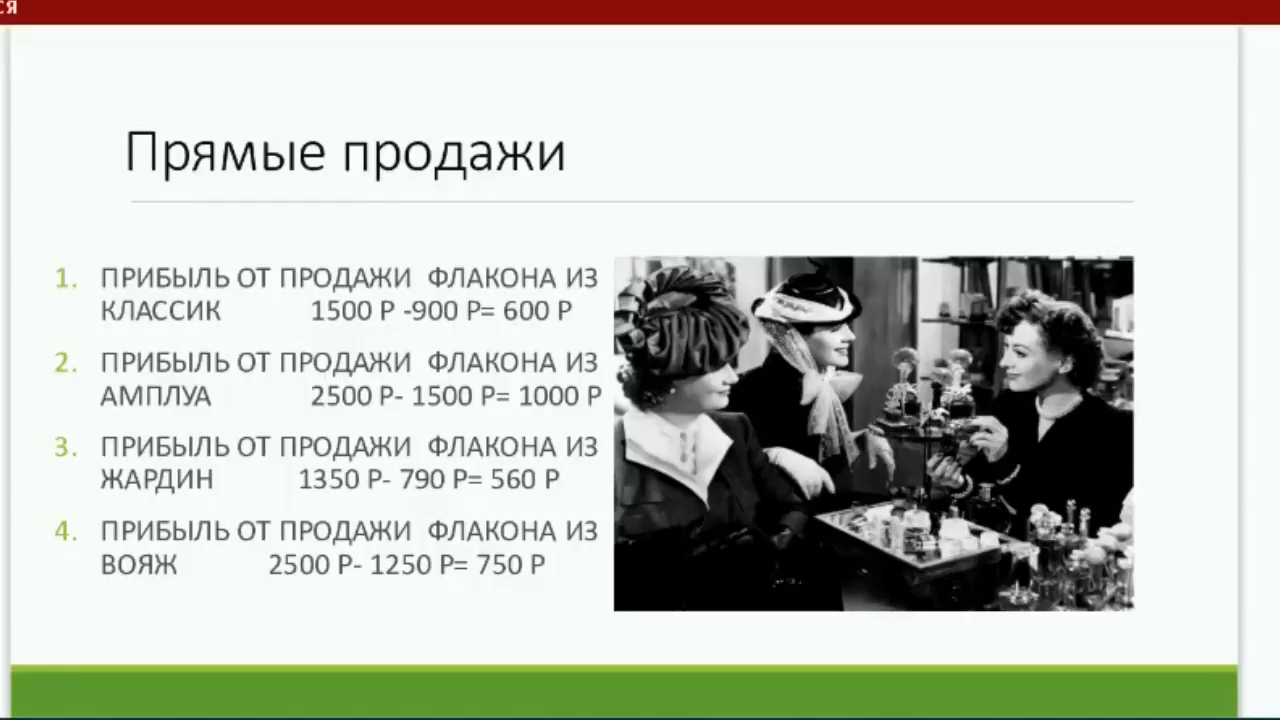 ся
Прямые продажи
1. ПРИБЫЛЬ ОТ ПРОДАЖИ ФЛАКОНА ИЗ
КЛАССИК 1500 Р -900 Р= 600 Р
2. ПРИБЫЛЬ ОТ ПРОДАЖИ ФЛАКОНА ИЗ
АМПЛУА 2500 Р- 1500 Р= 1000 Р
3. ПРИБЫЛЬ ОТ ПРОДАЖИ ФЛАКОНА ИЗ
ЖАРДИН 1350 Р- 790 Р= 560 Р
4. ПРИБЫЛЬ ОТ ПРОДАЖИ ФЛАКОНА ИЗ
ВОЯЖ 2500 Р- 1250 Р= 750 Р